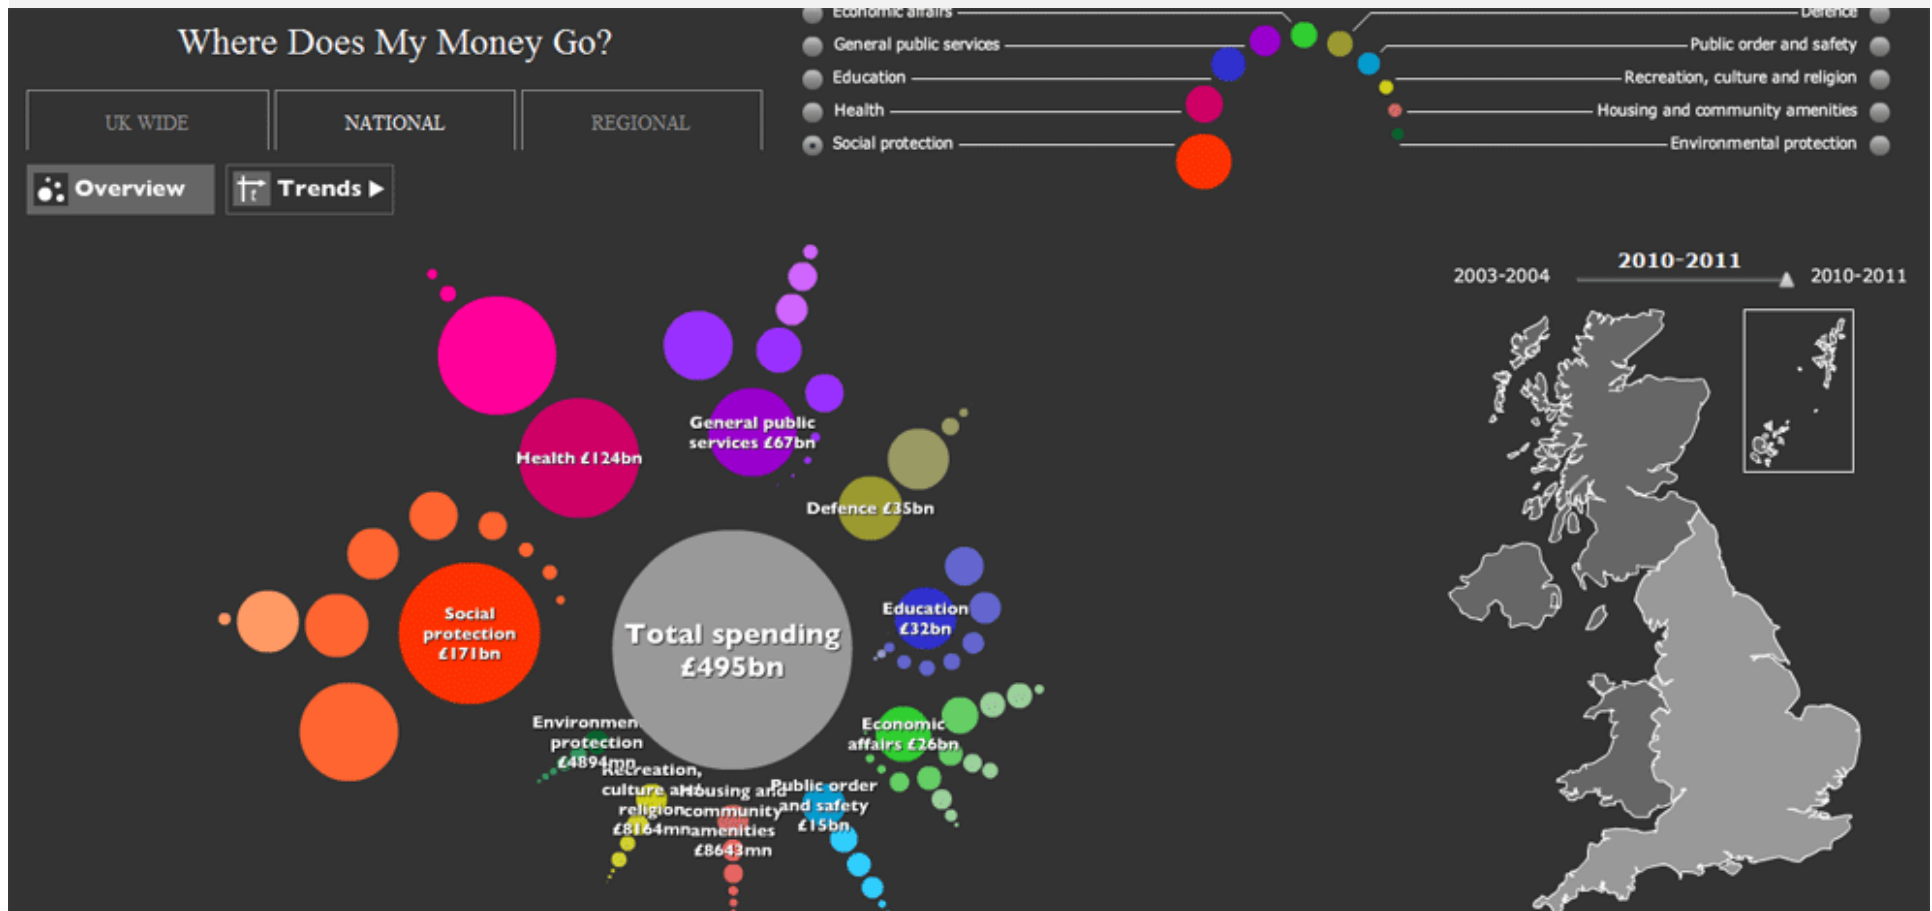 Where Does My Money Go?
UK WIDE
NATIONAL
REGIONAL
Overview
Trends
Economic affairs
General public services
Education
Health
Social protection
Defence
Public order and safety
Recreation, culture and religion
Housing and community amenities
Environmental protection
2010-2011
2003-2004
2010-2011
General public
services £67bn
Health £124bn
Defence £35bn
Social
protection
£171bn
Total spending
£495bn
Education
£32bn
Economic
affairs £26bn
Environmen
protection
£4894mn
Recreation,
culture and
religion
£8164mn
Housing and
community
amenities
£8643mn
Public order
and safety
£15bn